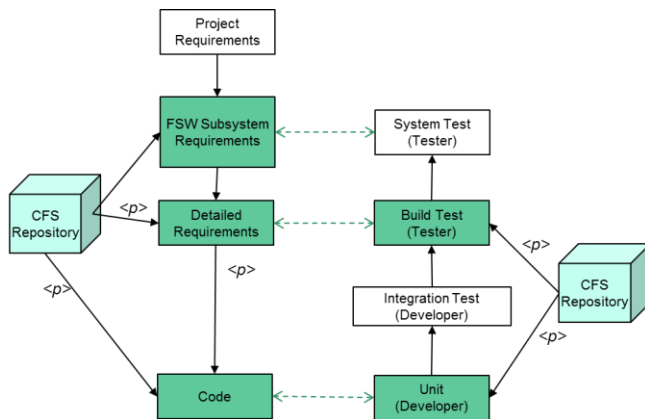 Project
Requirements
FSW Subsystem
Requirements
System Test
(Tester)
CFS
Repository
<p>
Detailed
Requirements
Build Test
(Tester)
<p>
<p>
<p>
Integration Test
(Developer)
CFS
Repository
<p>
Code
Unit
(Developer)